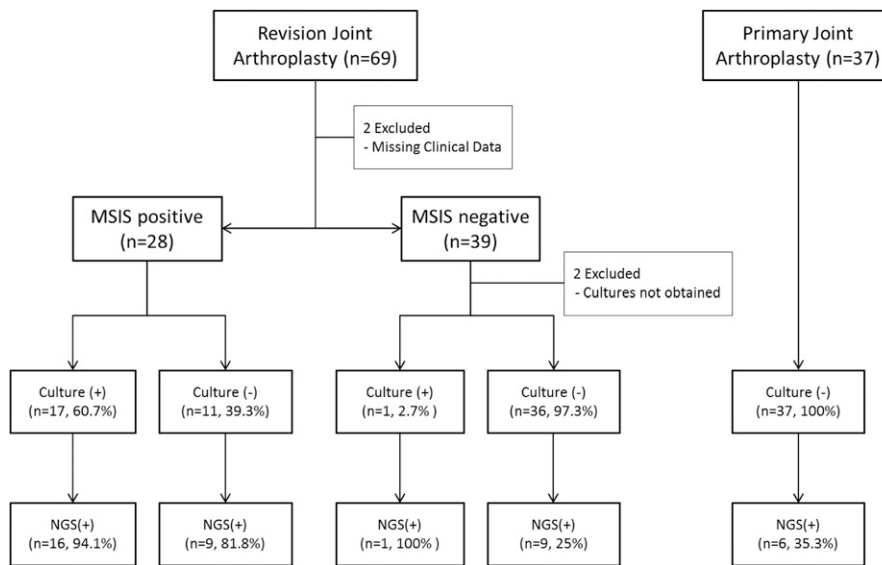 Revision Joint
Arthroplasty (n=69)
Primary Joint
Arthroplasty (n=37)
2 Excluded
- Missing Clinical Data
MSIS positive
(n=28)
MSIS negative
(n=39)
2 Excluded
- Cultures not obtained
Culture (+)
(n=17, 60.7%)
Culture (-)
(n=11, 39.3%)
Culture (+)
(n=1, 2.7% )
Culture (-)
(n=36, 97.3%)
Culture (-)
(n=37, 100%)
NGS(+)
(n=16, 94.1%)
NGS(+)
(n=9, 81.8%)
NGS(+)
(n=1, 100% )
NGS(+)
(n=9, 25%)
NGS(+)
(n=6, 35.3%)